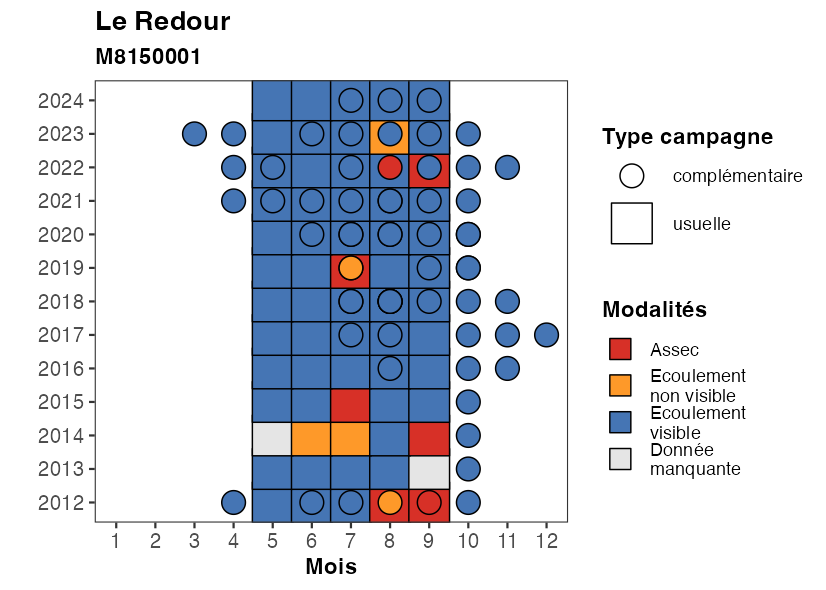 Le Redour
M8150001
2024
2023
2022
2021
2020
2019
2018
2017
2016
2015
2014
2013
2012
1 2 3 4 5 6 7 8 9 10 11 12
Mois
Type campagne
complémentaire
usuelle
Modalités
Assec
Ecoulement
non visible
Ecoulement
visible
Donnée
manquante